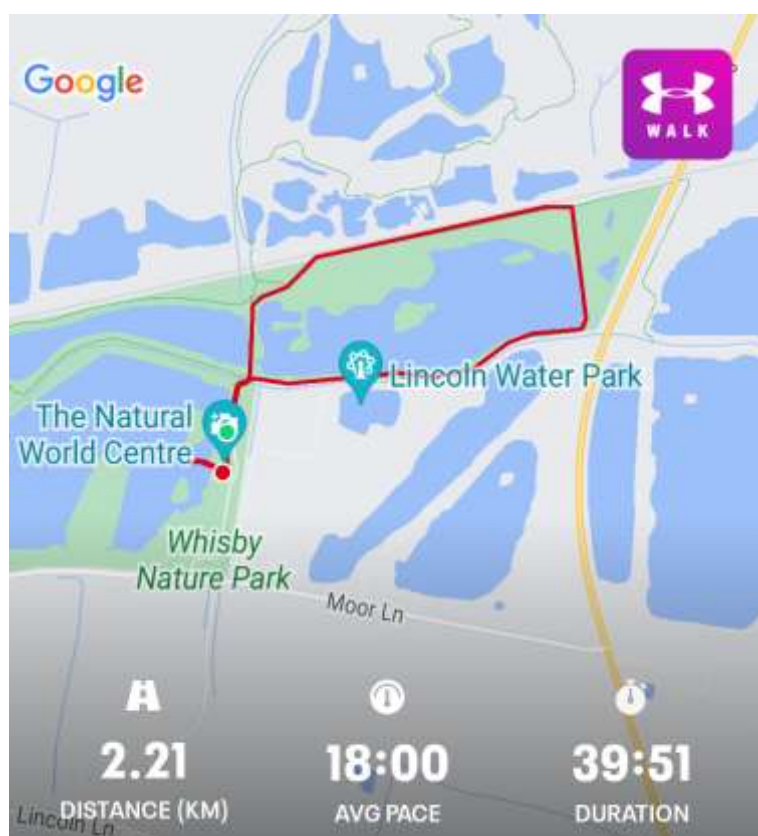 Google
WALK
Lincoln Water Park
The Natural
World Centre
Whisby
Nature Park
Moor Ln
2.21
18:00
39:51
DISTANCE (KM)
AVG PACE
DURATION
Lincoln Ln